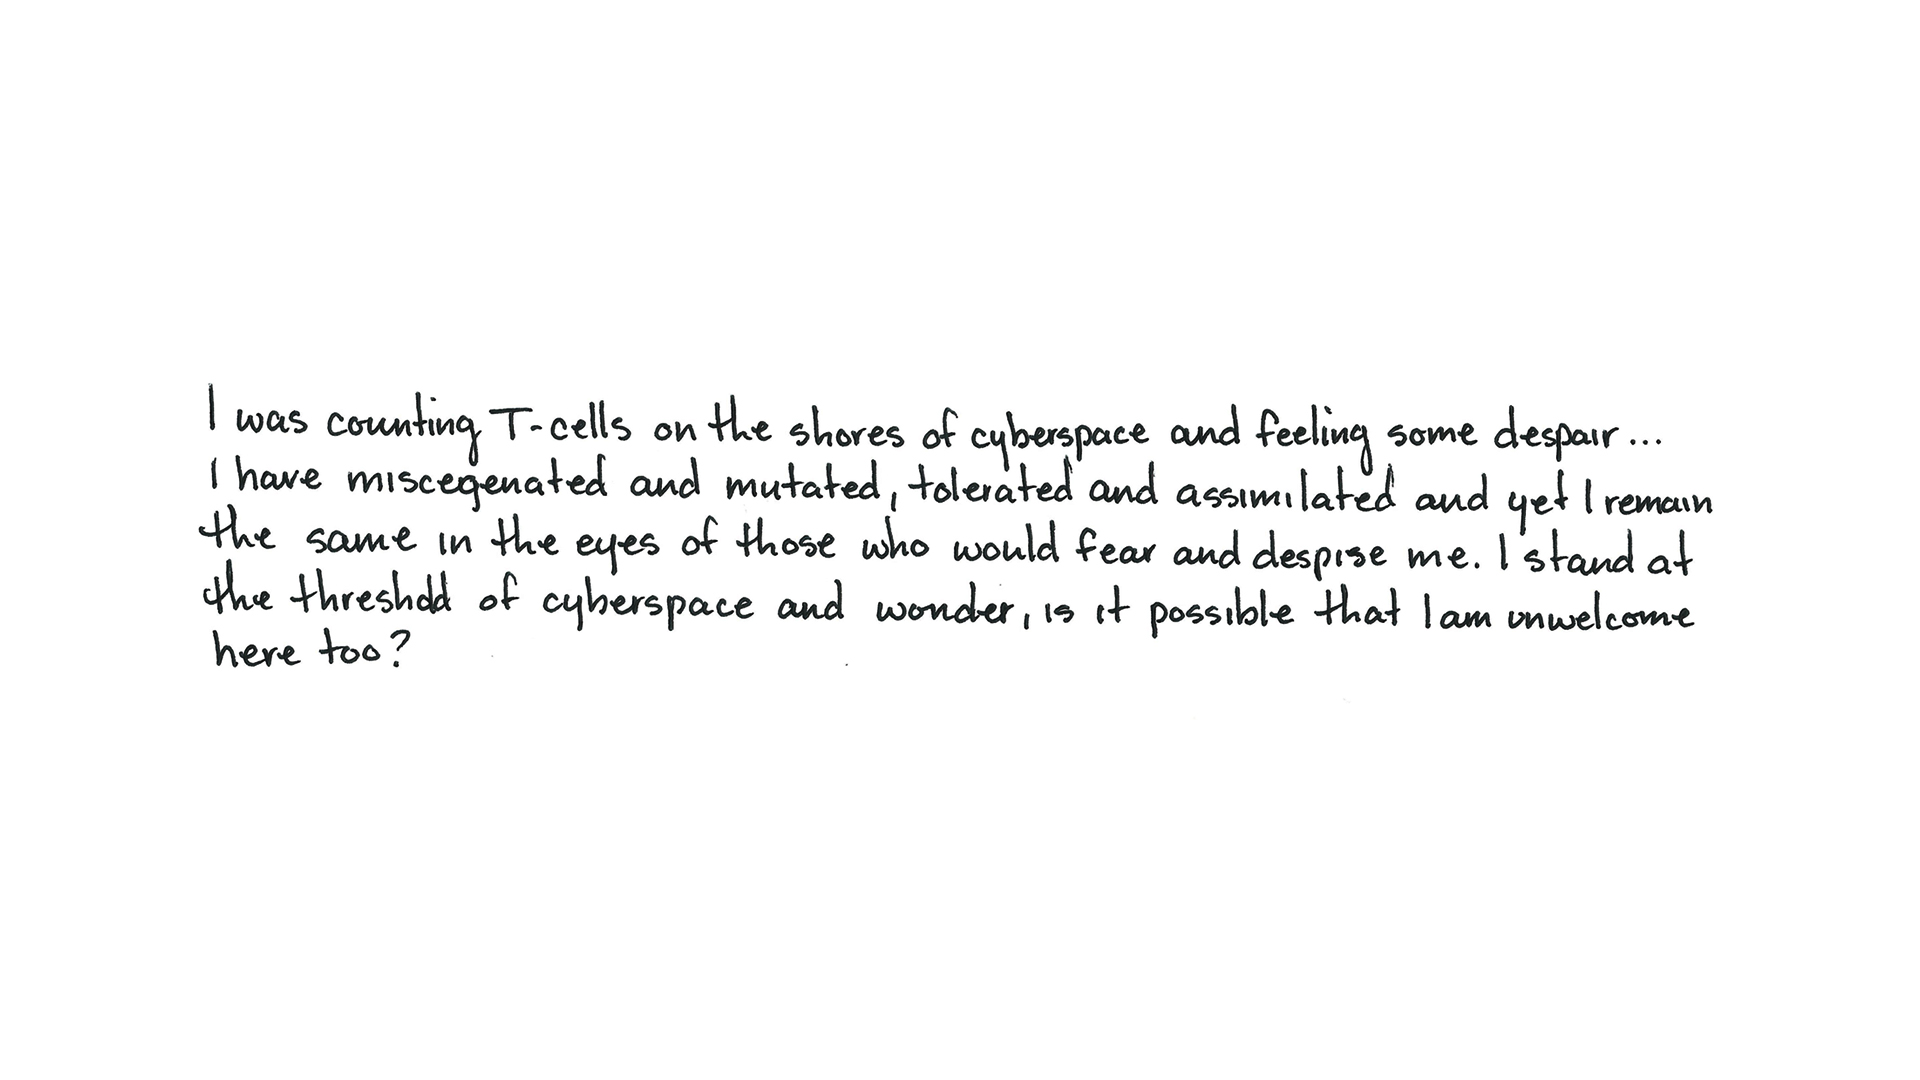 I was counting T-cells on the shores of cyberspace and feeling some despair...
I have miscegenated and mutated, tolerated and assimilated and yet I remain
the same in the eyes of those who would fear and despise me. I stand at
the threshold of cyberspace and wonder, is it possible that I am unwelcome
here too?